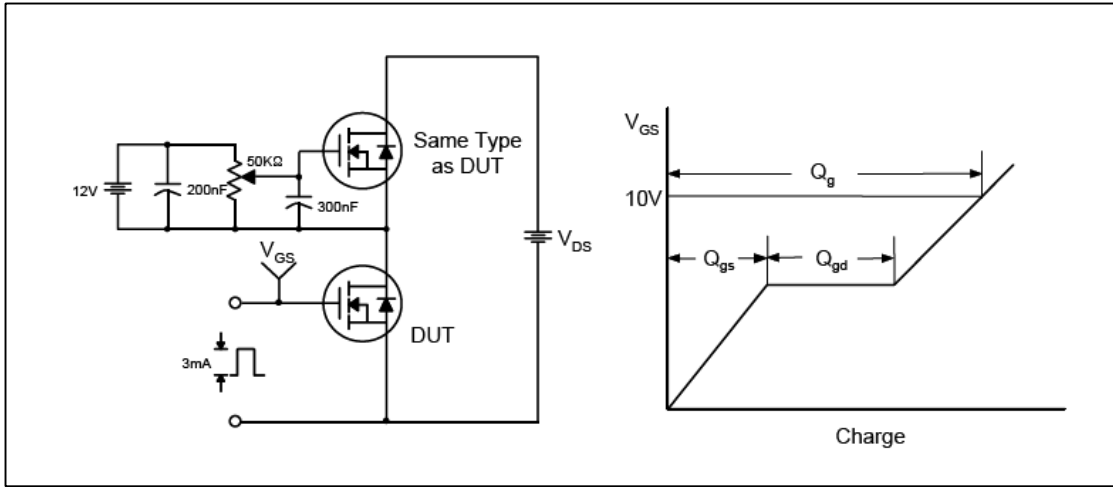 12V
200nF
50KΩ
300nF
Same Type
as DUT
V_DS
V_GS
DUT
3mA
V_GS
10V
Q_g
Q_gs
Q_gd
Charge